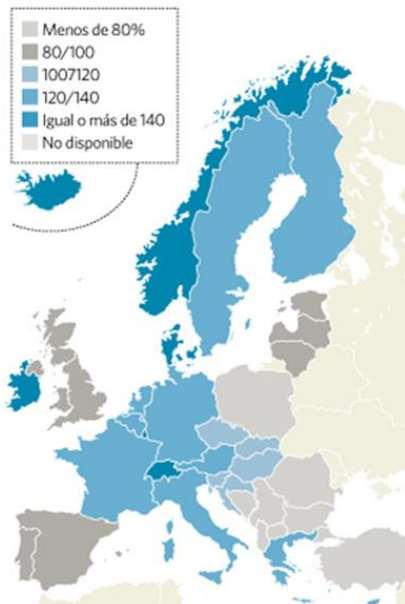 Menos de 80%
80/100
1007120
120/140
Igual o más de 140
No disponible